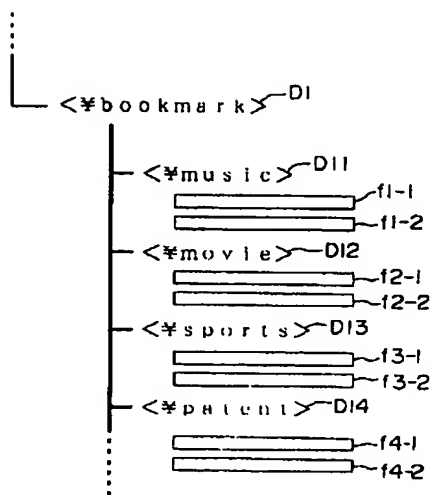 <¥bookmark> D1
<¥music> D11
f1-1
f1-2
<¥movie> D12
f2-1
f2-2
<¥sports> D13
f3-1
f3-2
<¥patent> D14
f4-1
f4-2